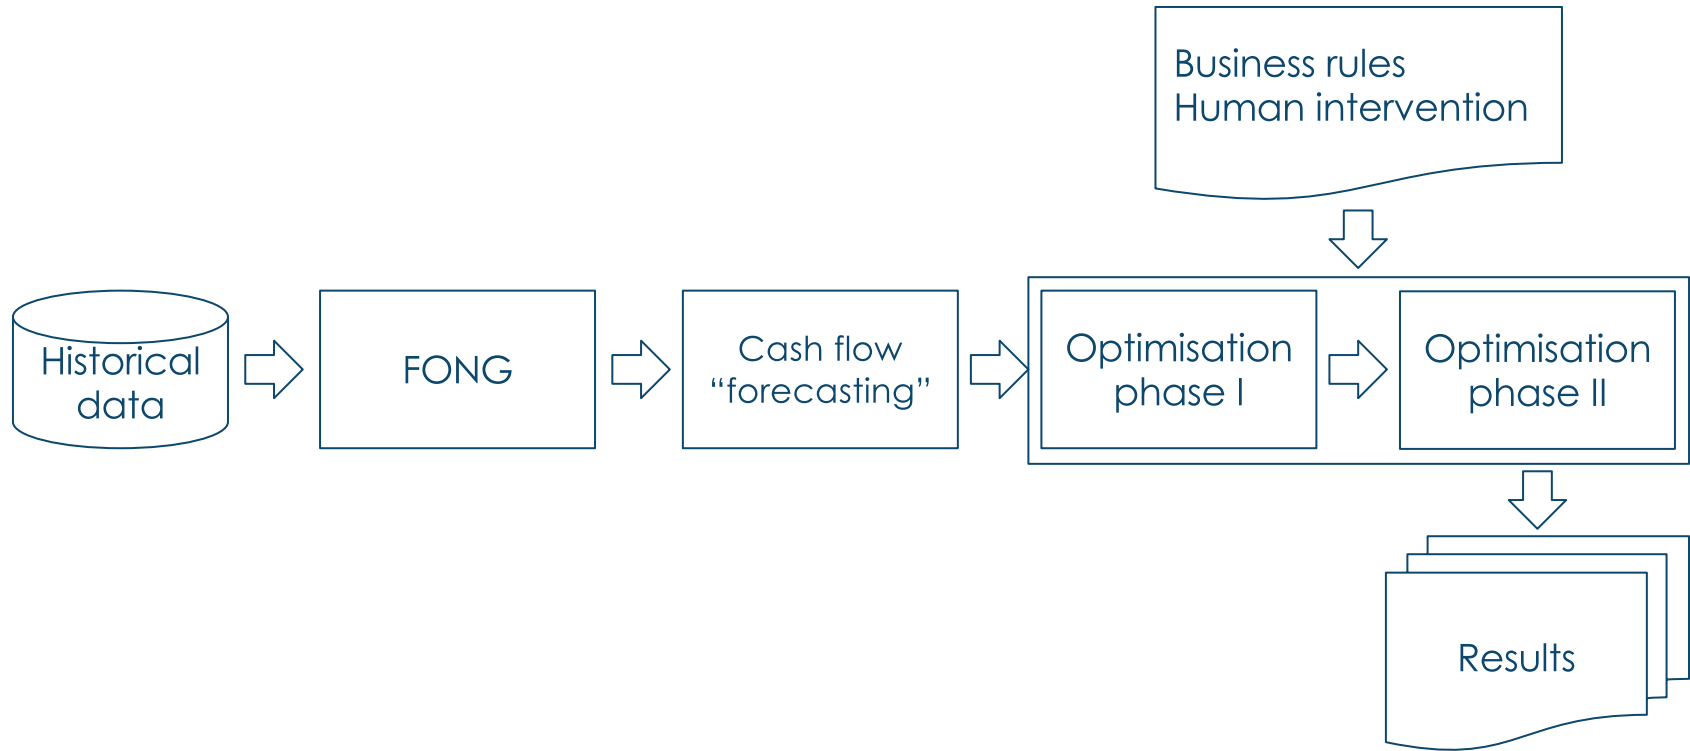 Business rules
Human intervention
Historical
data
FONG
Cash flow
“forecasting”
Optimisation
phase I
Optimisation
phase II
Results